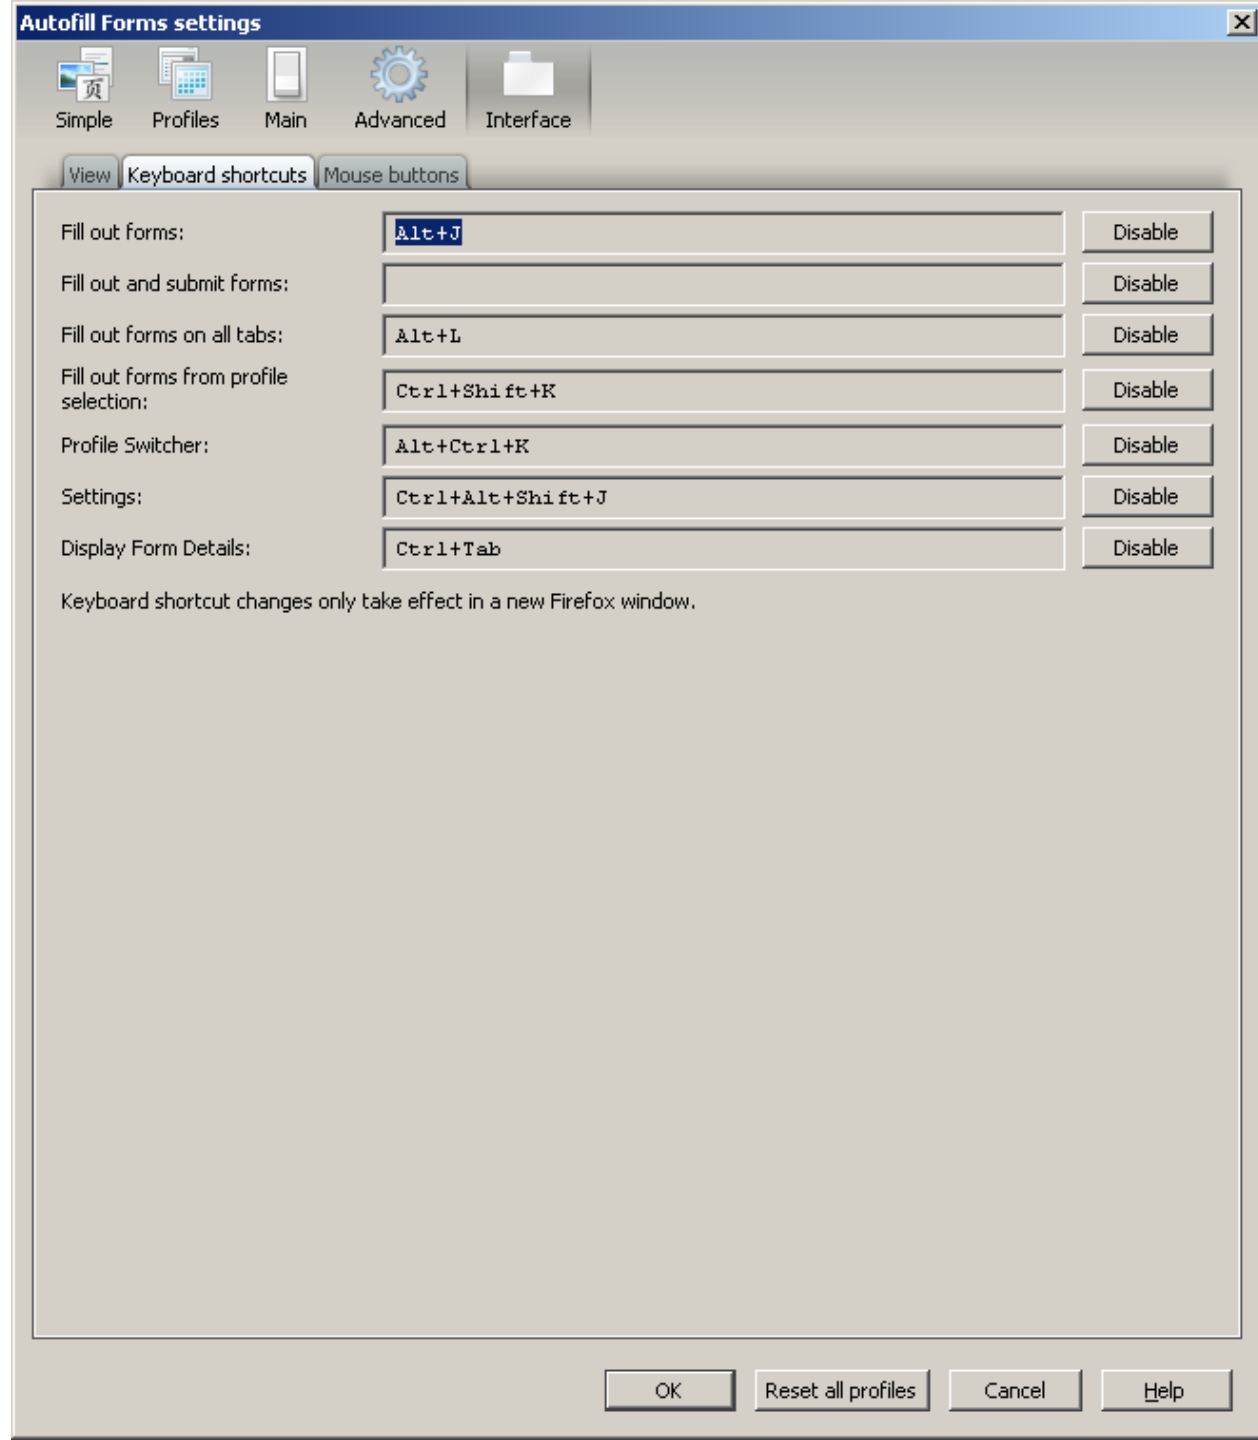 Autofill Forms settings
页
Simple Profiles Main Advanced Interface
View Keyboard shortcuts Mouse buttons
Fill out forms: Alt+J Disable
Fill out and submit forms: Disable
Fill out forms on all tabs: Alt+L Disable
Fill out forms from profile
selection: Ctrl+Shift+K Disable
Profile Switcher: Alt+Ctrl+K Disable
Settings: Ctrl+Alt+Shift+J Disable
Display Form Details: Ctrl+Tab Disable
Keyboard shortcut changes only take effect in a new Firefox window.
OK Reset all profiles Cancel Help